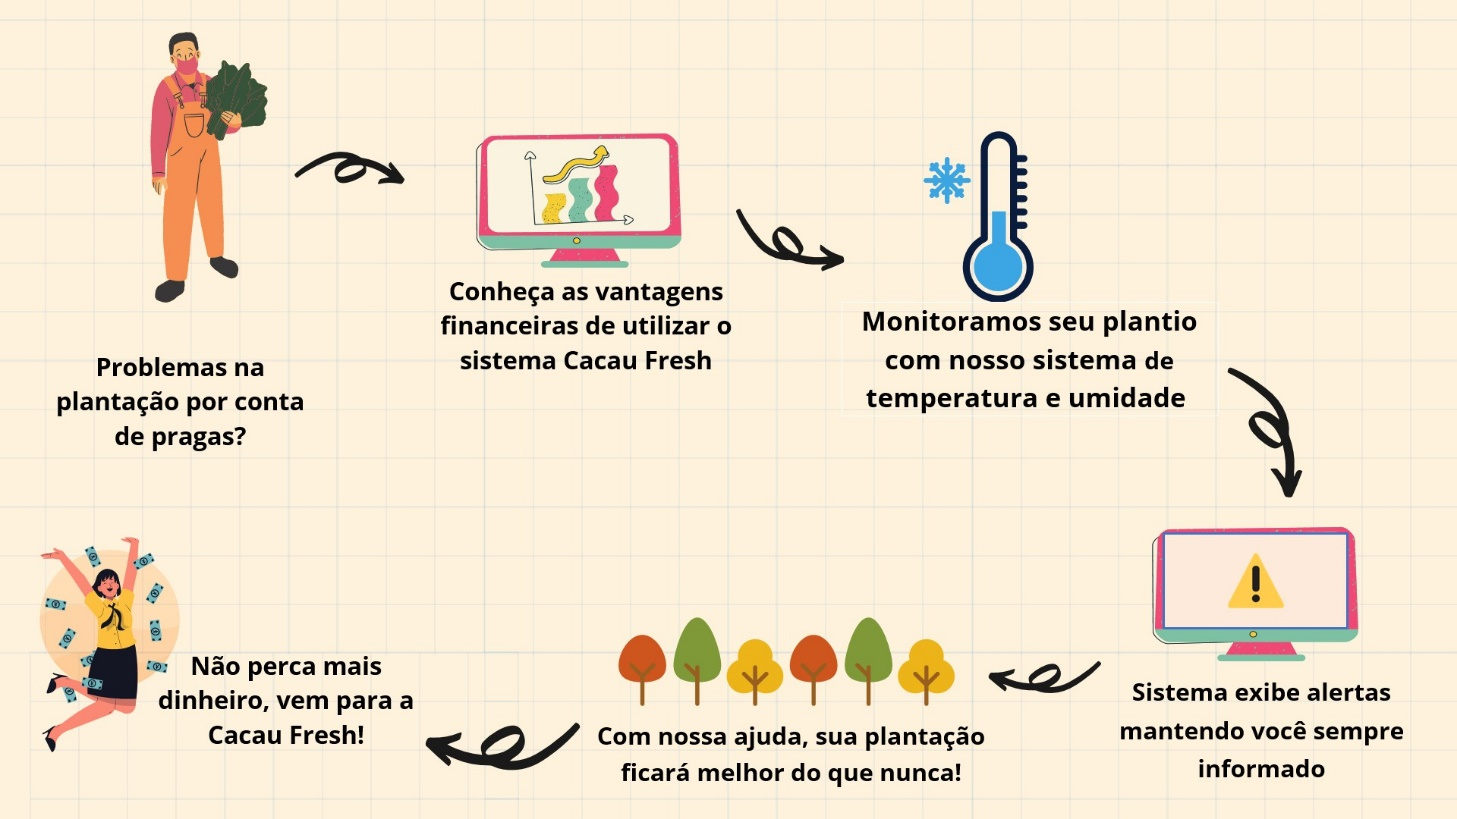 Problemas na
plantação por conta
de pragas?
Conheça as vantagens
financeiras de utilizar o
sistema Cacau Fresh
Monitoramos seu plantio
com nosso sistema de
temperatura e umidade
Sistema exibe alertas
mantendo você sempre
informado
Com nossa ajuda, sua plantação
ficará melhor do que nunca!
Não perca mais
dinheiro, vem para a
Cacau Fresh!